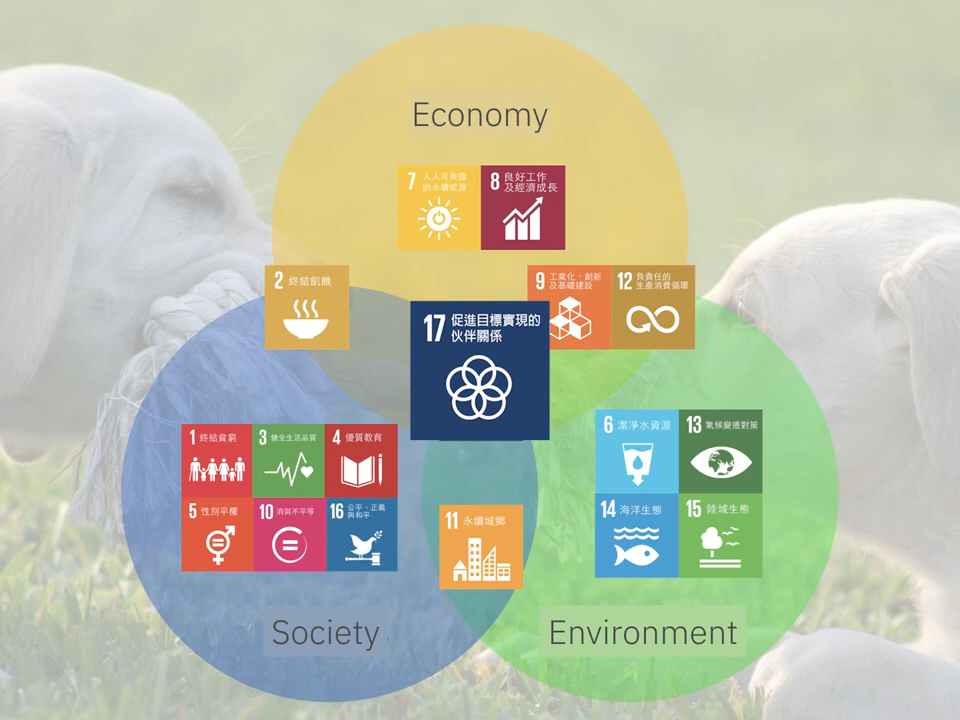 Economy
7 人人可負擔
的永續能源
8 良好工作
及經濟成長
2 終結飢餓
9 工業化、創新
及基礎建設
12 負責任的
生產消費循環
17 促進目標實現的
伙伴關係
1 終結貧窮
3 健全生活品質
4 優質教育
5 性別平權
10 消弭不平等
16 公平、正義
與和平
6 潔淨水資源
13 氣候變遷對策
14 海洋生態
15 陸域生態
11 永續城鄉
Society
Environment